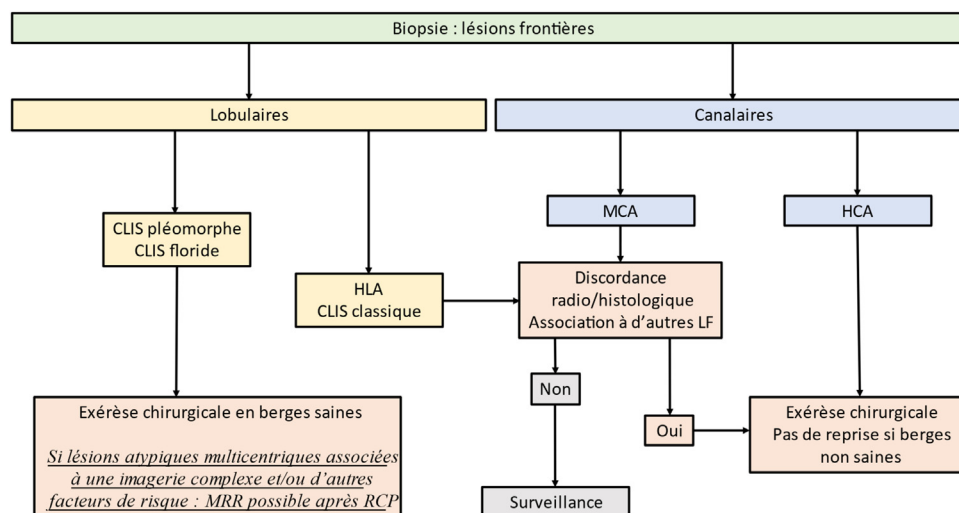 Biopsie : lésions frontières
Lobulaires
Canalaires
CLIS pléomorphe
CLIS floride
MCA
HCA
HLA
CLIS classique
Discordance
radio/histologique
Association à d'autres LF
Non
Oui
Exérèse chirurgicale en berges saines
Si lésions atypiques multicentriques associées
à une imagerie complexe et/ou d'autres
facteurs de risque : MRR possible après RCP
Exérèse chirurgicale
Pas de reprise si berges
non saines
Surveillance